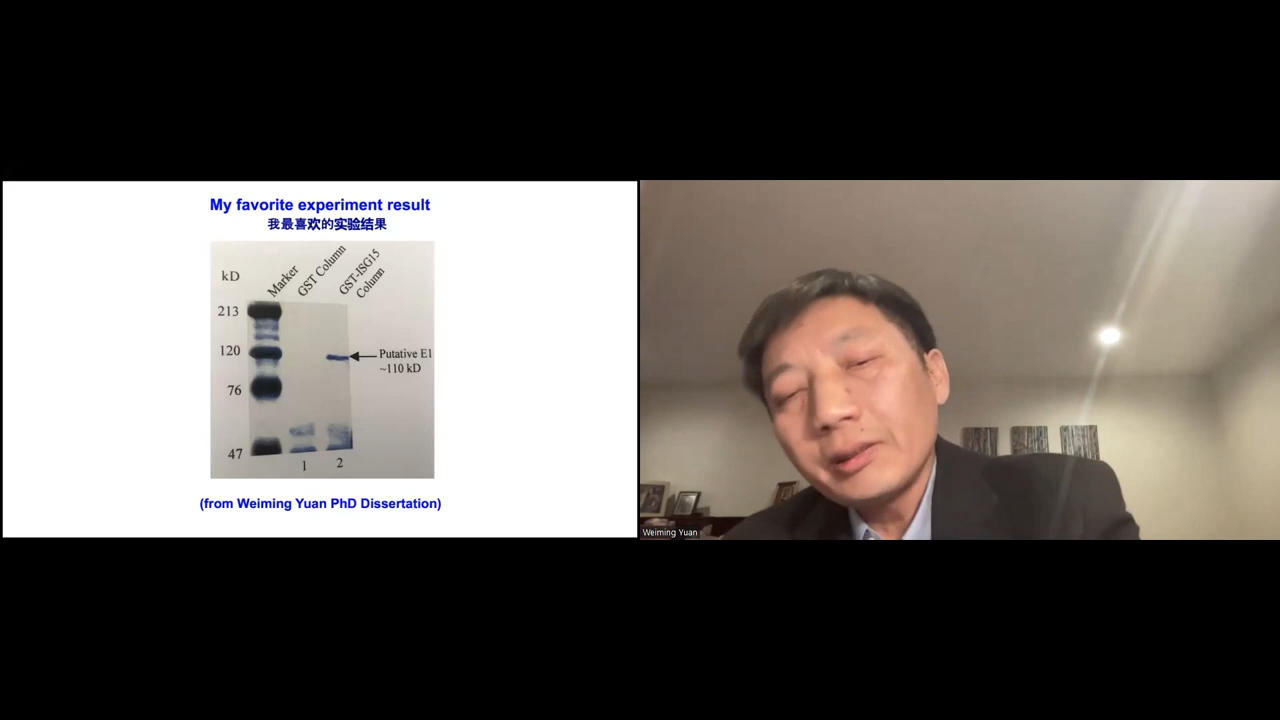 My favorite experiment result
我最喜欢的实验结果
kD
Marker
GST Column
GST-ISG15
Column
213
120
Putative E1
~110 kD
76
47
1
2
(from Weiming Yuan PhD Dissertation)
Weiming Yuan